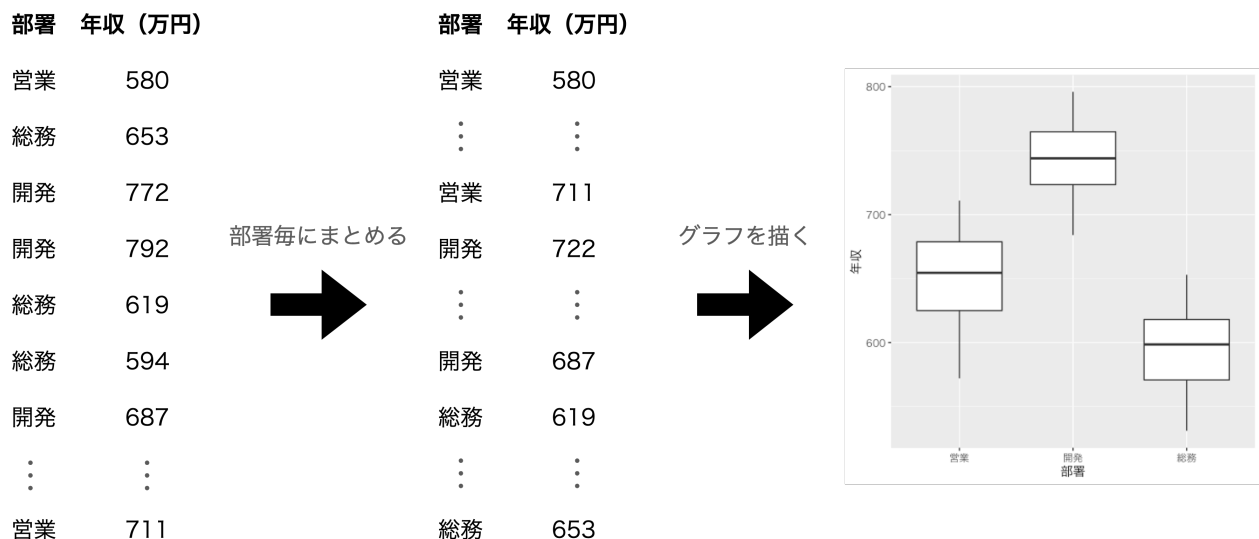 部署 年収（万円）
営業 580
総務 653
開発 772
開発 792
総務 619
総務 594
開発 687
⋮ ⋮
営業 711
部署毎にまとめる
部署 年収（万円）
営業 580
⋮ ⋮
営業 711
開発 722
⋮ ⋮
開発 687
総務 619
⋮ ⋮
総務 653
グラフを描く
800
700
600
年収
営業 開発 総務
部署